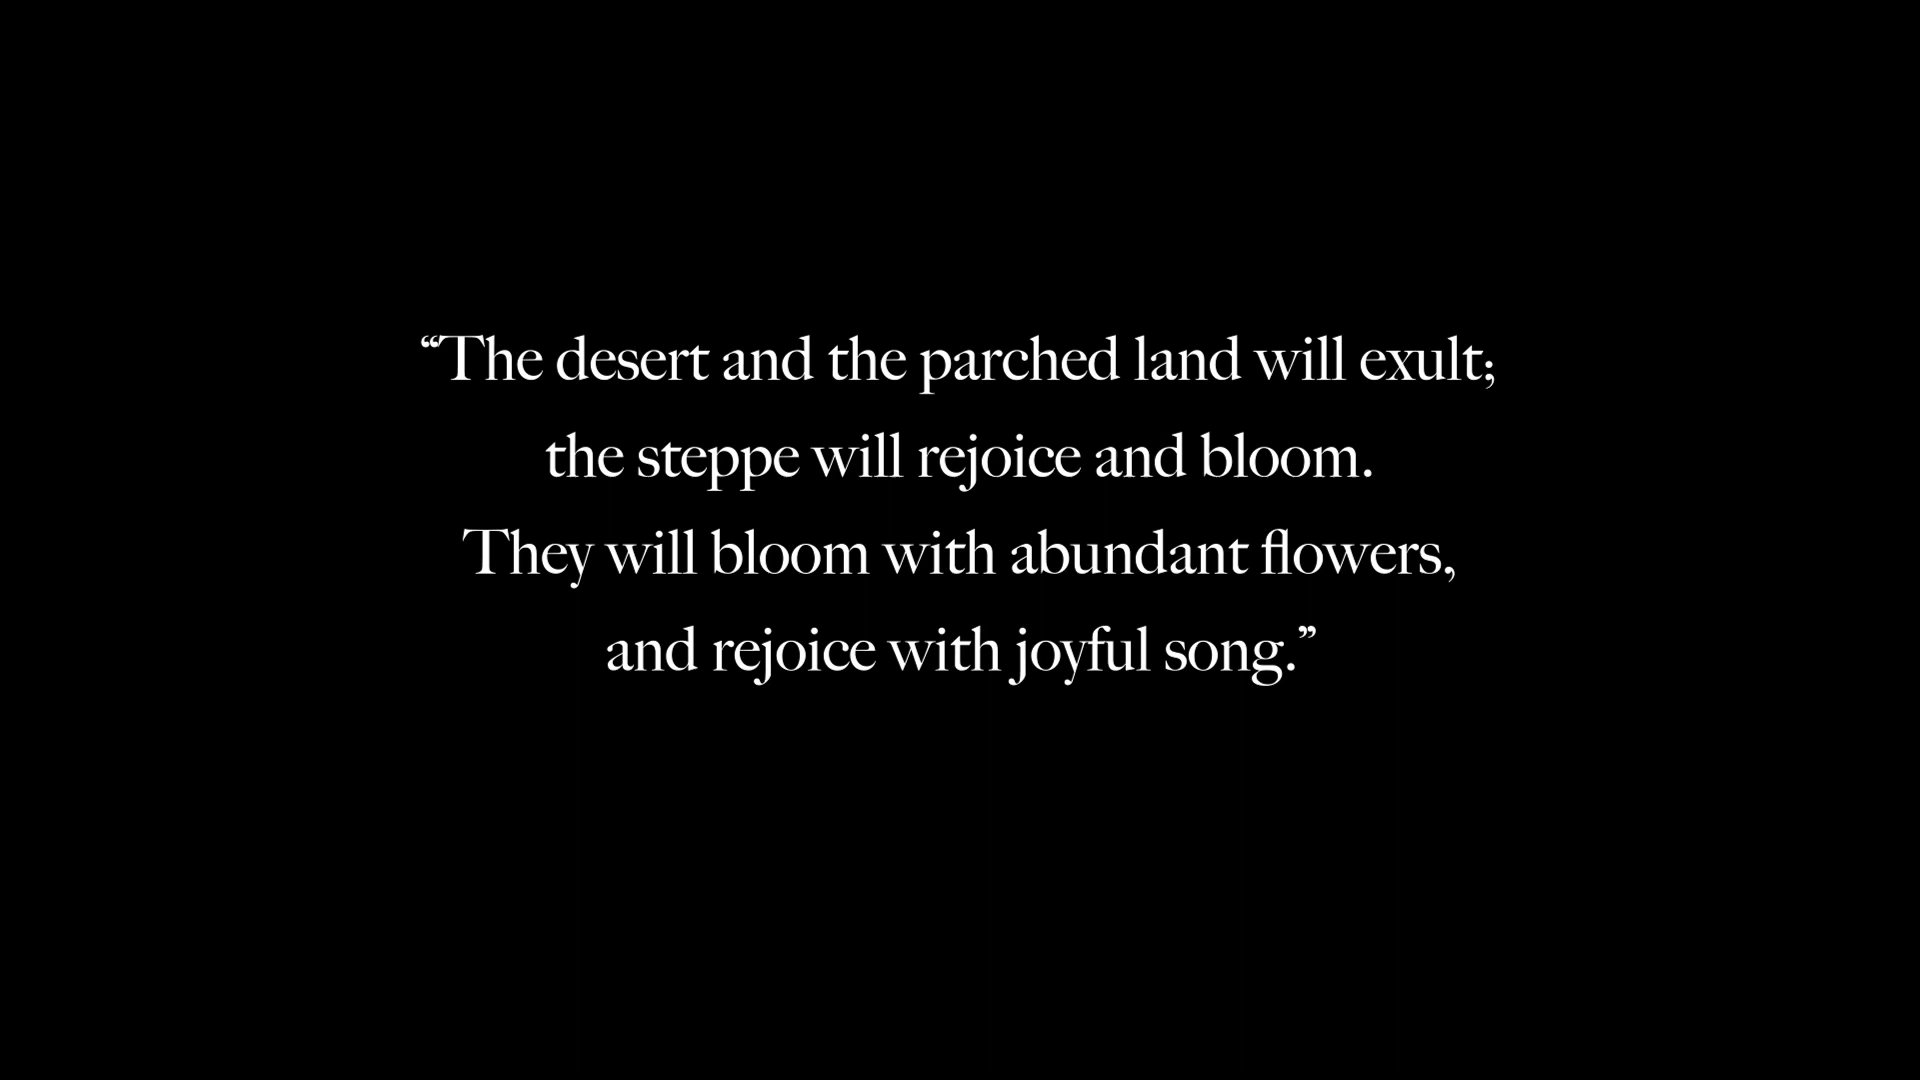 “The desert and the parched land will exult;
the steppe will rejoice and bloom.
They will bloom with abundant flowers,
and rejoice with joyful song.”